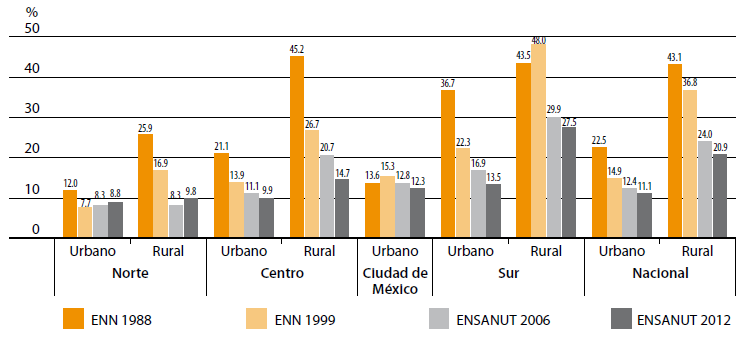 %
50
40
30
20
10
0
12.0 7.7 8.3 8.8
25.9 16.9 8.3 9.8
21.1 13.9 11.1 9.9
45.2 26.7 20.7 14.7
13.6 15.3 12.8 12.3
36.7 22.3 16.9 13.5
43.5 48.0 29.9 27.5
22.5 14.9 12.4 11.1
43.1 36.8 24.0 20.9
Urbano Rural Urbano Rural Urbano Urbano Rural Urbano Rural
Norte Centro Ciudad de Sur Nacional
México
ENN 1988 ENN 1999 ENSANUT 2006 ENSANUT 2012